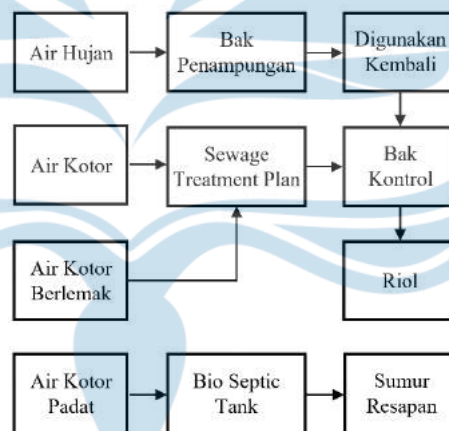 Air Hujan
Bak
Penampungan
Digunakan
Kembali
Air Kotor
Sewage
Treatment Plan
Bak
Kontrol
Air Kotor
Berlemak
Riol
Air Kotor
Padat
Bio Septic
Tank
Sumur
Resapan